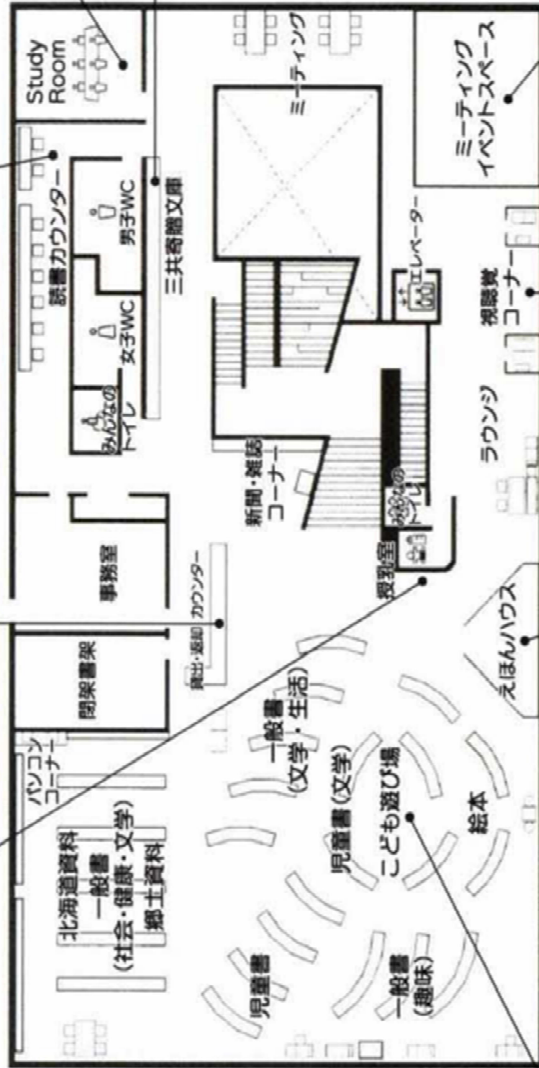 Study
Room
読書カウンター
男子WC
女子WC
みんなの
トイレ
三共寄贈文庫
事務室
閉架書架
貸出・返却 カウンター
パソコン
コーナー
北海道資料
一般書
(社会・健康・文学)
郷土資料
一般書
(文学・生活)
児童書(文学)
こども遊び場
児童書
一般書
(趣味)
絵本
えほんハウス
授乳室
みんなの
トイレ
新聞・雑誌
コーナー
ラウンジ
視聴覚
コーナー
エレベーター
ミーティング
ミーティング
イベントスペース